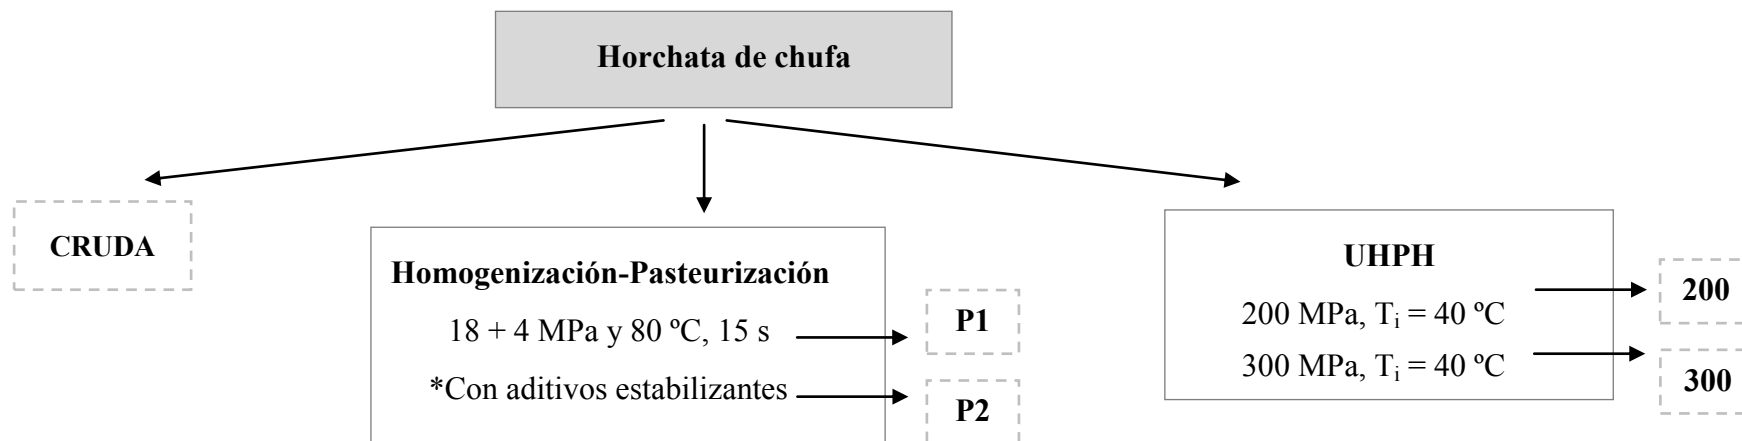 Horchata de chufa
CRUDA
Homogenización-Pasteurización
18 + 4 MPa y 80 ºC, 15 s
*Con aditivos estabilizantes
P1
P2
UHPH
200 MPa, Ti = 40 ºC
300 MPa, Ti = 40 ºC
200
300